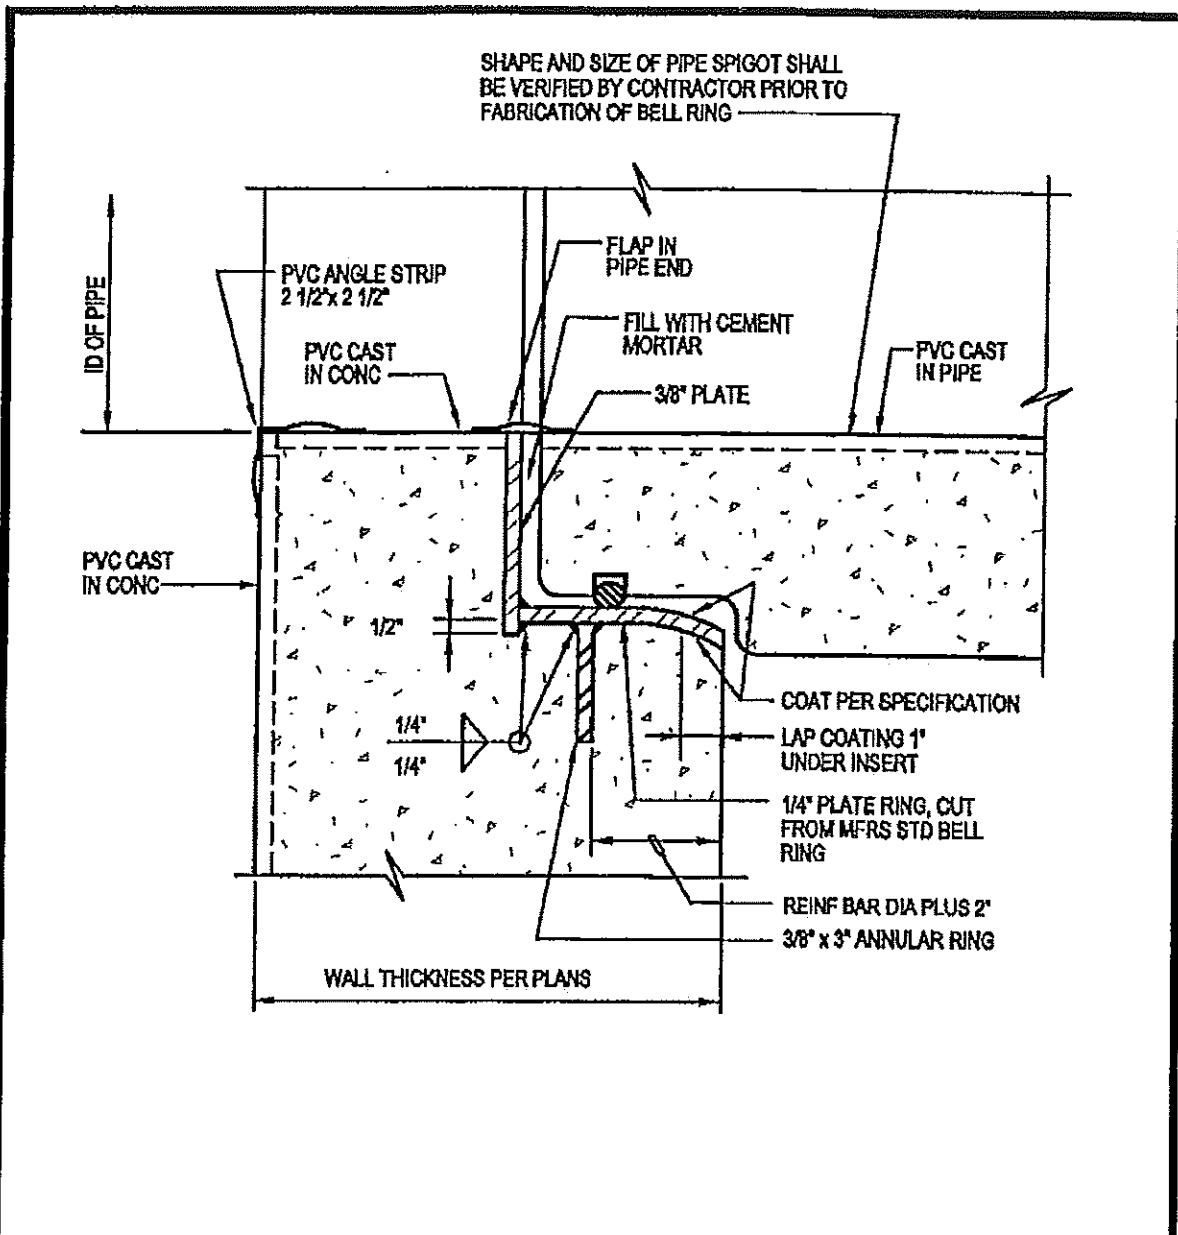 SHAPE AND SIZE OF PIPE SPIGOT SHALL
BE VERIFIED BY CONTRACTOR PRIOR TO
FABRICATION OF BELL RING
FLAP IN
PIPE END
PVC ANGLE STRIP
2 1/2"x 2 1/2"
ID OF PIPE
FILL WITH CEMENT
MORTAR
PVC CAST
IN CONC
PVC CAST
IN PIPE
3/8" PLATE
PVC CAST
IN CONC
1/2"
COAT PER SPECIFICATION
1/4"
1/4"
LAP COATING 1"
UNDER INSERT
1/4" PLATE RING, CUT
FROM MFRS STD BELL
RING
REINF BAR DIA PLUS 2"
3/8" x 3" ANNULAR RING
WALL THICKNESS PER PLANS